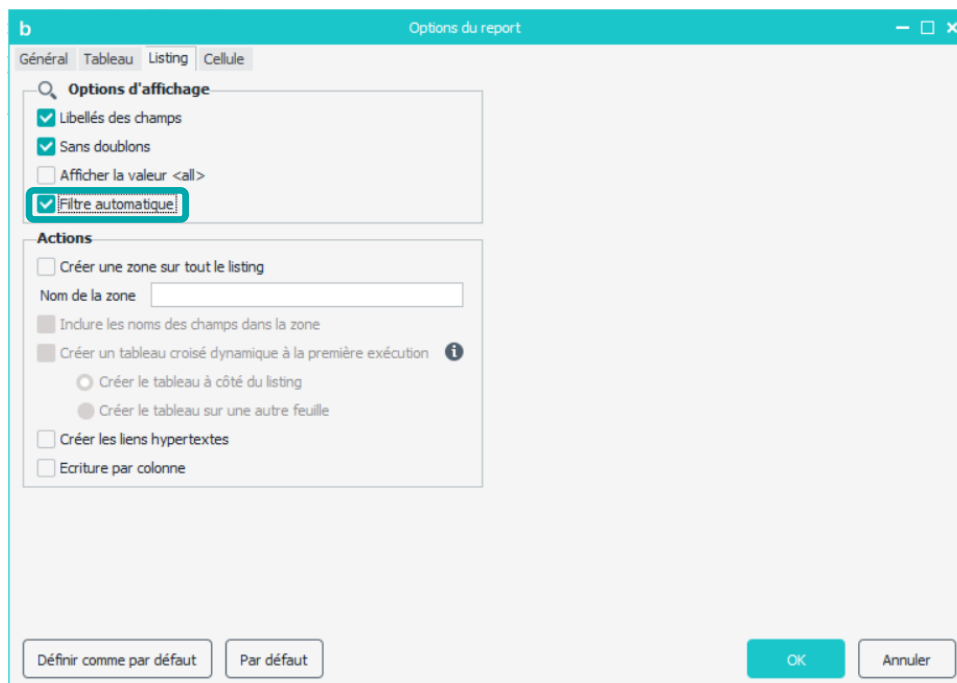 b Options du report
Général Tableau Listing Cellule
Options d'affichage
Libellés des champs
Sans doublons
Afficher la valeur <all>
Filtre automatique
Actions
Créer une zone sur tout le listing
Nom de la zone
Inclure les noms des champs dans la zone
Créer un tableau croisé dynamique à la première exécution i
Créer le tableau à côté du listing
Créer le tableau sur une autre feuille
Créer les liens hypertextes
Ecriture par colonne
Définir comme par défaut Par défaut OK Annuler